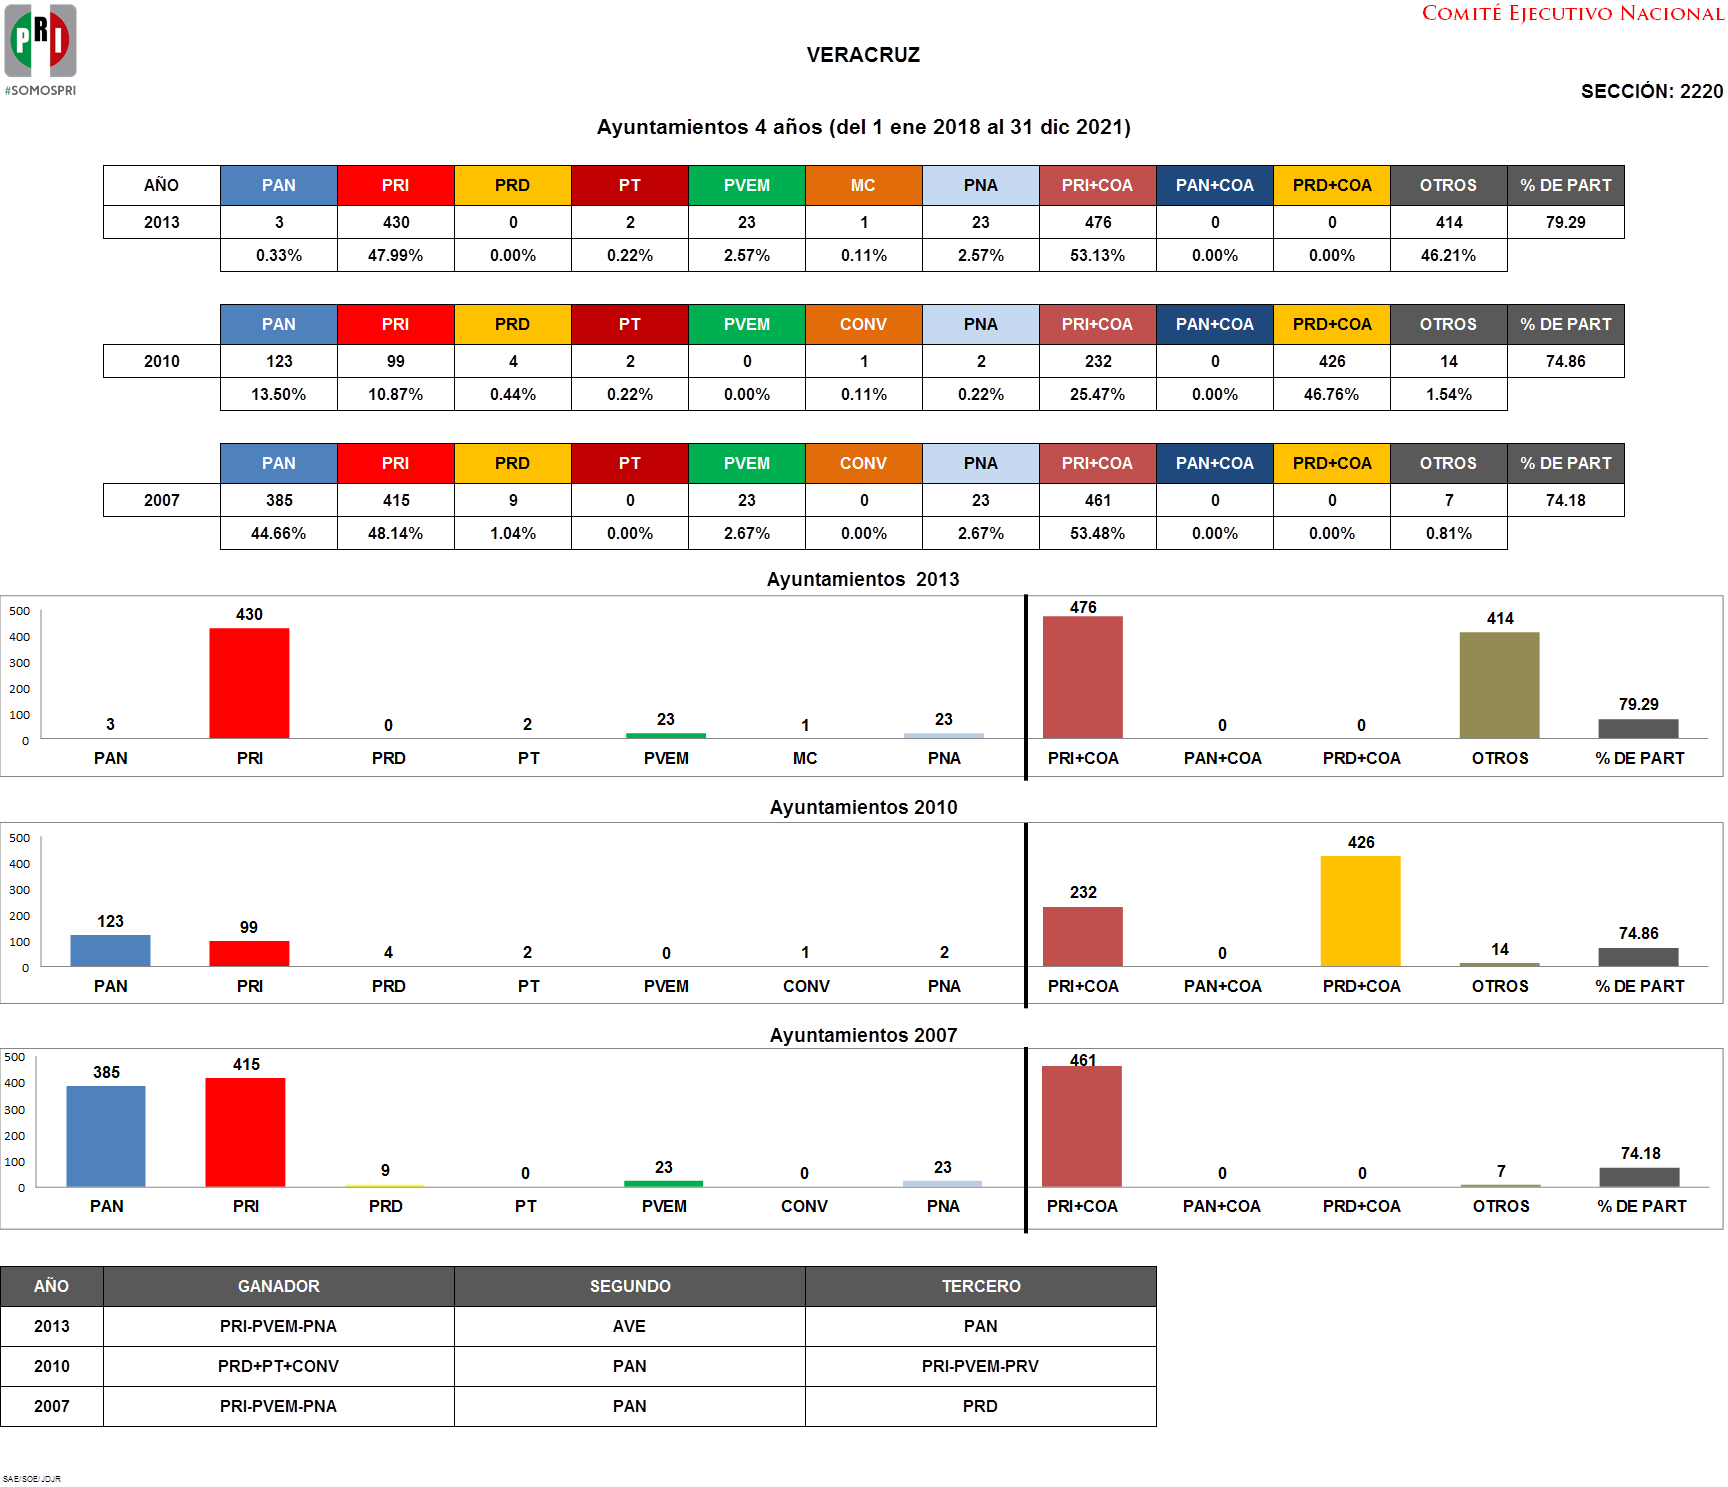 PRI
#SOMOSPRI
COMITÉ EJECUTIVO NACIONAL
VERACRUZ
SECCIÓN: 2220
Ayuntamientos 4 años (del 1 ene 2018 al 31 dic 2021)
AÑO PAN PRI PRD PT PVEM MC PNA PRI+COA PAN+COA PRD+COA OTROS % DE PART
2013 3 430 0 2 23 1 23 476 0 0 414 79.29
0.33% 47.99% 0.00% 0.22% 2.57% 0.11% 2.57% 53.13% 0.00% 0.00% 46.21%
PAN PRI PRD PT PVEM CONV PNA PRI+COA PAN+COA PRD+COA OTROS % DE PART
2010 123 99 4 2 0 1 2 232 0 426 14 74.86
13.50% 10.87% 0.44% 0.22% 0.00% 0.11% 0.22% 25.47% 0.00% 46.76% 1.54%
PAN PRI PRD PT PVEM CONV PNA PRI+COA PAN+COA PRD+COA OTROS % DE PART
2007 385 415 9 0 23 0 23 461 0 0 7 74.18
44.66% 48.14% 1.04% 0.00% 2.67% 0.00% 2.67% 53.48% 0.00% 0.00% 0.81%
Ayuntamientos 2013
500
400
300
200
100
0
3 430 0 2 23 1 23 476 0 0 414 79.29
PAN PRI PRD PT PVEM MC PNA PRI+COA PAN+COA PRD+COA OTROS % DE PART
Ayuntamientos 2010
500
400
300
200
100
0
123 99 4 2 0 1 2 232 0 426 14 74.86
PAN PRI PRD PT PVEM CONV PNA PRI+COA PAN+COA PRD+COA OTROS % DE PART
Ayuntamientos 2007
500
400
300
200
100
0
385 415 9 0 23 0 23 461 0 0 7 74.18
PAN PRI PRD PT PVEM CONV PNA PRI+COA PAN+COA PRD+COA OTROS % DE PART
AÑO GANADOR SEGUNDO TERCERO
2013 PRI-PVEM-PNA AVE PAN
2010 PRD+PT+CONV PAN PRI-PVEM-PRV
2007 PRI-PVEM-PNA PAN PRD
SAE/SOE/JDJR